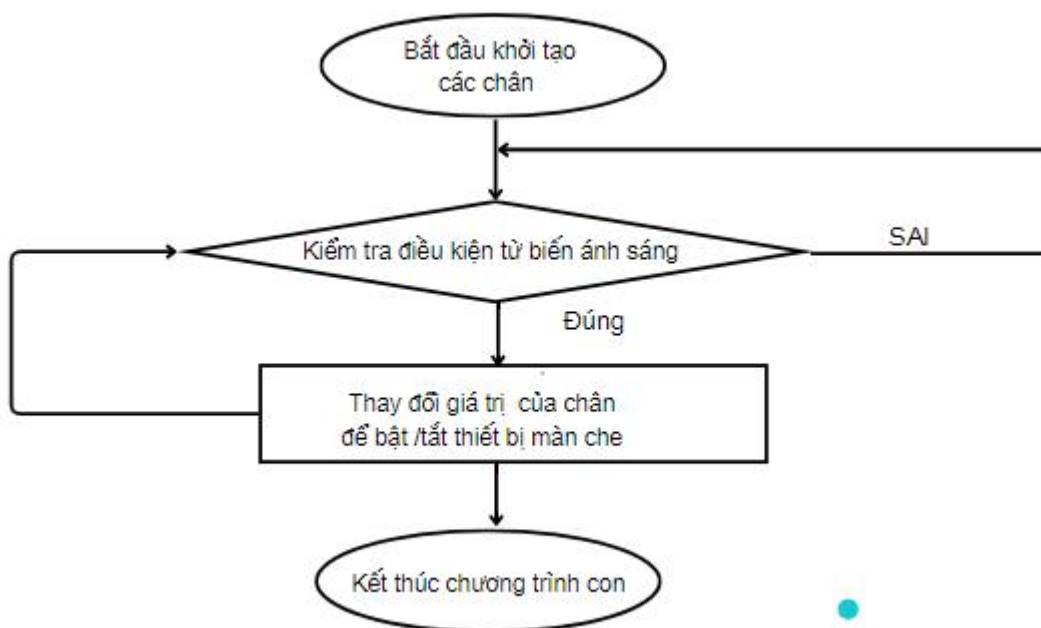 Bắt đầu khởi tạo
các chân
Kiểm tra điều kiện từ biến ánh sáng
SAI
Đúng
Thay đổi giá trị của chân
để bật /tắt thiết bị màn che
Kết thúc chương trình con